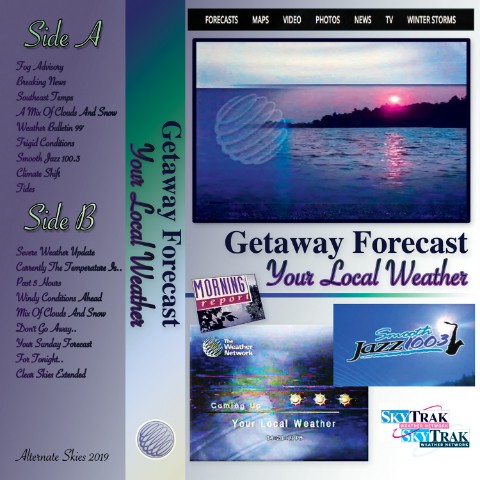 Side A
Fog Advisory
Breaking News
Southeast Temps
A Mix Of Clouds And Snow
Weather Bulletin 99'
Frigid Conditions
Smooth Jazz 100.3
Climate Shift
Tides
Side B
Severe Weather Update
Currently The Temperature Is..
Past 5 Hours
Windy Conditions Ahead
Mix Of Clouds And Snow
Don't Go Away..
Your Sunday Forecast
For Tonight..
Clear Skies Extended
Alternate Skies 2019
Getaway Forecast
Your Local Weather
FORECASTS MAPS VIDEO PHOTOS NEWS TV WINTER STORMS
Getaway Forecast
Your Local Weather
MORNING
report
The
Weather
Network
Coming Up
Your Local Weather
Smooth
Jazz 100.3
SKYTRAK
WEATHER NETWORK
SKYTRAK
WEATHER NETWORK